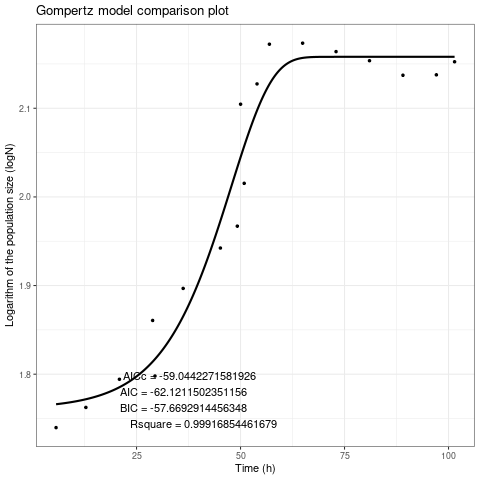 Gompertz model comparison plot
Logarithm of the population size (logN)
2.1
2.0
1.9
1.8
AICc = -59.0442271581926
AIC = -62.1211502351156
BIC = -57.6692914456348
Rsquare = 0.99916854461679
25 50 75 100
Time (h)